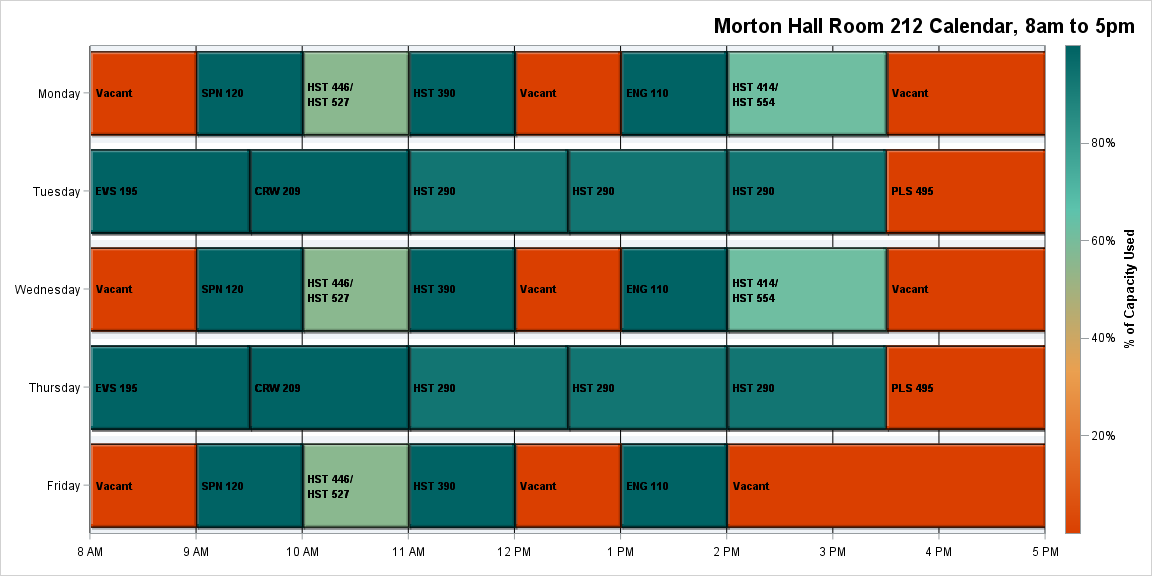 Morton Hall Room 212 Calendar, 8am to 5pm
Monday
Vacant
SPN 120
HST 446/
HST 527
HST 390
Vacant
ENG 110
HST 414/
HST 554
Vacant
Tuesday
EVS 195
CRW 209
HST 290
HST 290
HST 290
PLS 495
Wednesday
Vacant
SPN 120
HST 446/
HST 527
HST 390
Vacant
ENG 110
HST 414/
HST 554
Vacant
Thursday
EVS 195
CRW 209
HST 290
HST 290
HST 290
PLS 495
Friday
Vacant
SPN 120
HST 446/
HST 527
HST 390
Vacant
ENG 110
Vacant
8 AM
9 AM
10 AM
11 AM
12 PM
1 PM
2 PM
3 PM
4 PM
5 PM
80%
60%
40%
20%
% of Capacity Used